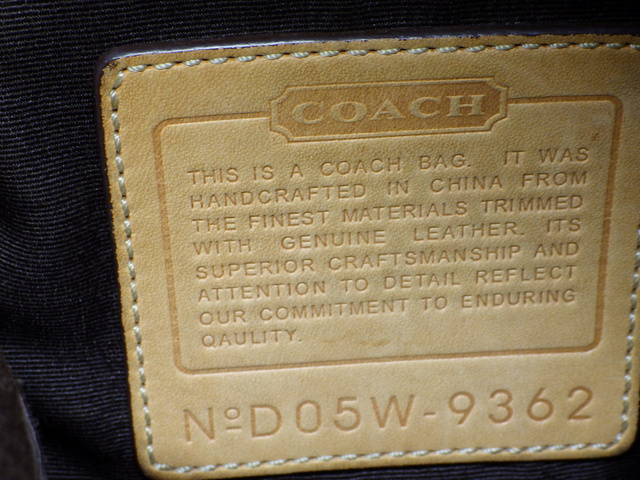 COACH
THIS IS A COACH BAG. IT WAS
HANDCRAFTED IN CHINA FROM
THE FINEST MATERIALS TRIMMED
WITH GENUINE LEATHER. ITS
SUPERIOR CRAFTSMANSHIP AND
ATTENTION TO DETAIL REFLECT
OUR COMMITMENT TO ENDURING
QAULITY.
NoD05W-9362